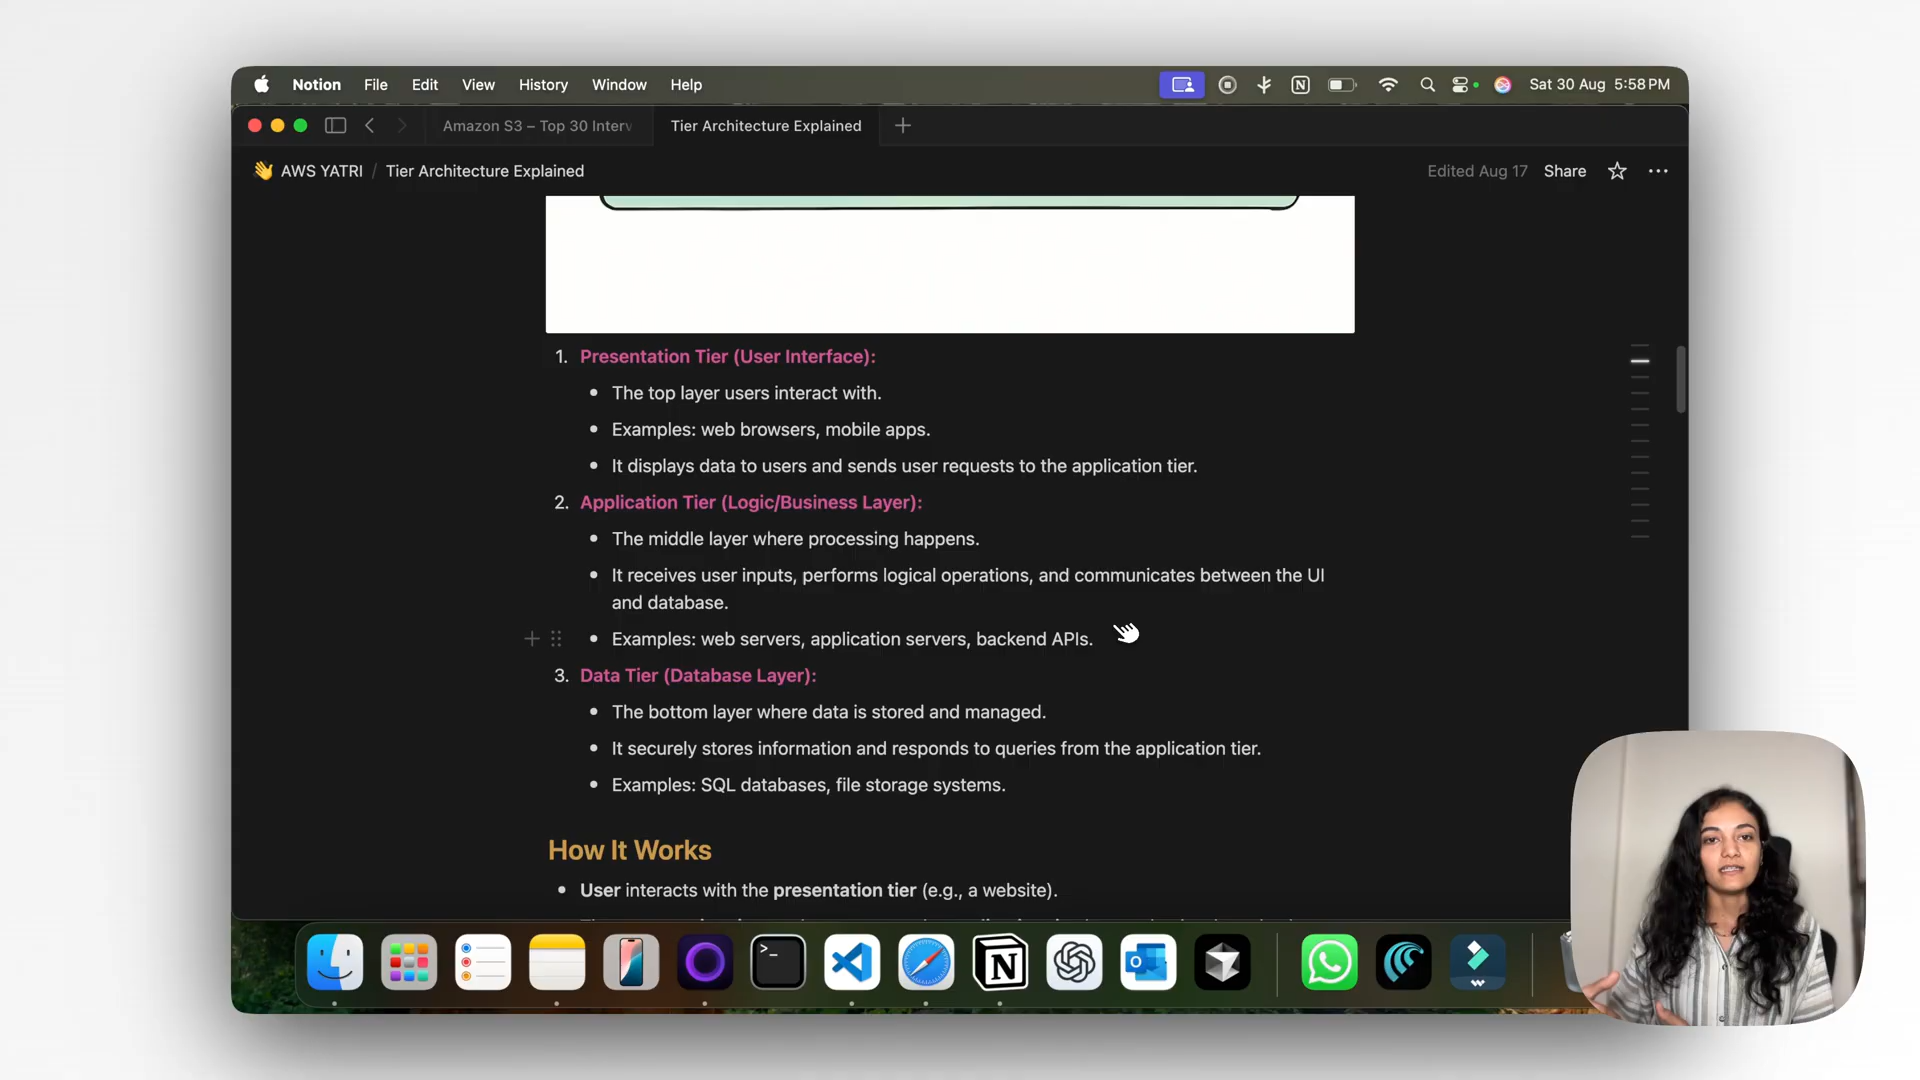 Notion File Edit View History Window Help Sat 30 Aug 5:58 PM
Amazon S3 – Top 30 Interv Tier Architecture Explained
👋 AWS YATRI / Tier Architecture Explained Edited Aug 17 Share
1. Presentation Tier (User Interface):
• The top layer users interact with.
• Examples: web browsers, mobile apps.
• It displays data to users and sends user requests to the application tier.
2. Application Tier (Logic/Business Layer):
• The middle layer where processing happens.
• It receives user inputs, performs logical operations, and communicates between the UI
and database.
• Examples: web servers, application servers, backend APIs.
3. Data Tier (Database Layer):
• The bottom layer where data is stored and managed.
• It securely stores information and responds to queries from the application tier.
• Examples: SQL databases, file storage systems.
How It Works
• User interacts with the presentation tier (e.g., a website).